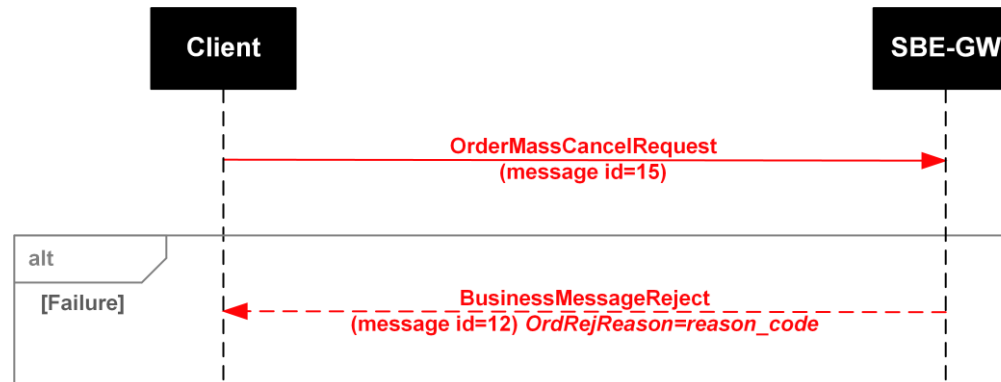 Client
SBE-GW
OrderMassCancelRequest
(message id=15)
alt
[Failure]
BusinessMessageReject
(message id=12) OrdRejReason=reason_code